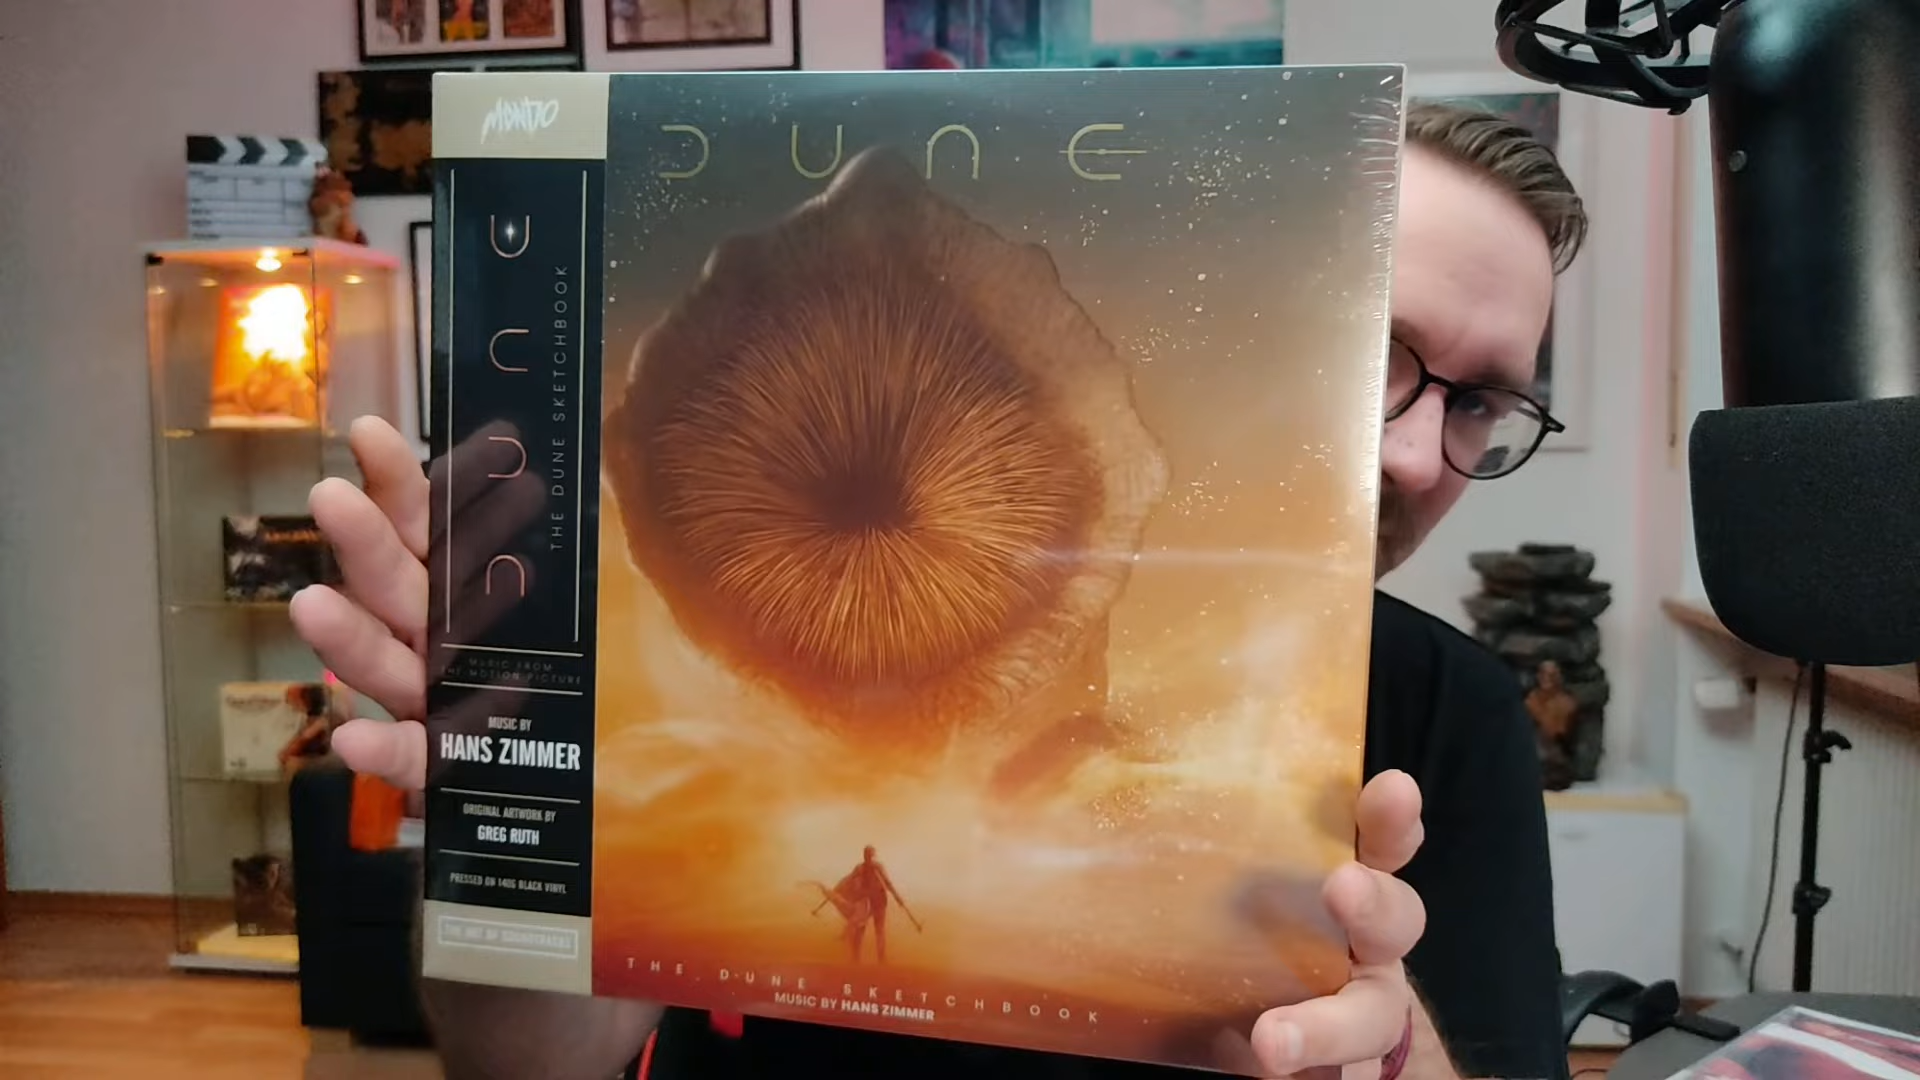 MONDO
DUNE
DUNE
THE DUNE SKETCHBOOK
MUSIC FROM
THE MOTION PICTURE
MUSIC BY
HANS ZIMMER
ORIGINAL ARTWORK BY
GREG RUTH
PRESSED ON 140G BLACK VINYL
THE ART OF SOUNDTRACKS
THE DUNE SKETCHBOOK
MUSIC BY HANS ZIMMER